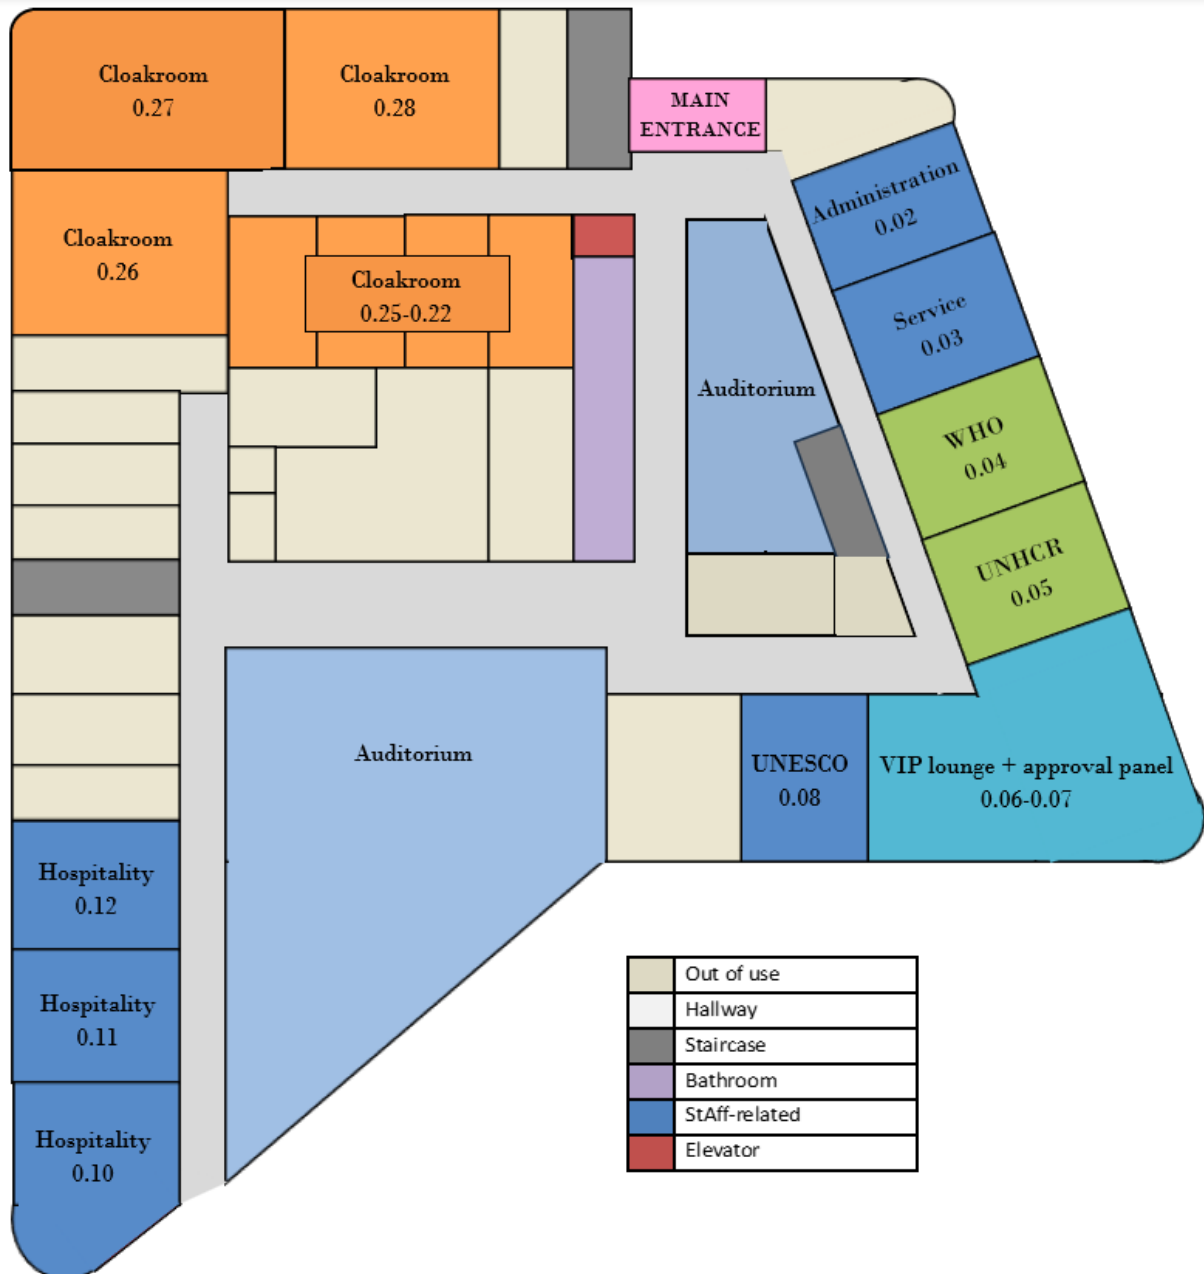 Cloakroom
0.27
Cloakroom
0.28
MAIN
ENTRANCE
Administration
0.02
Cloakroom
0.26
Cloakroom
0.25-0.22
Service
0.03
Auditorium
WHO
0.04
UNHCR
0.05
Auditorium
UNESCO
0.08
VIP lounge + approval panel
0.06-0.07
Hospitality
0.12
Hospitality
0.11
Hospitality
0.10
Out of use
Hallway
Staircase
Bathroom
StAff-related
Elevator